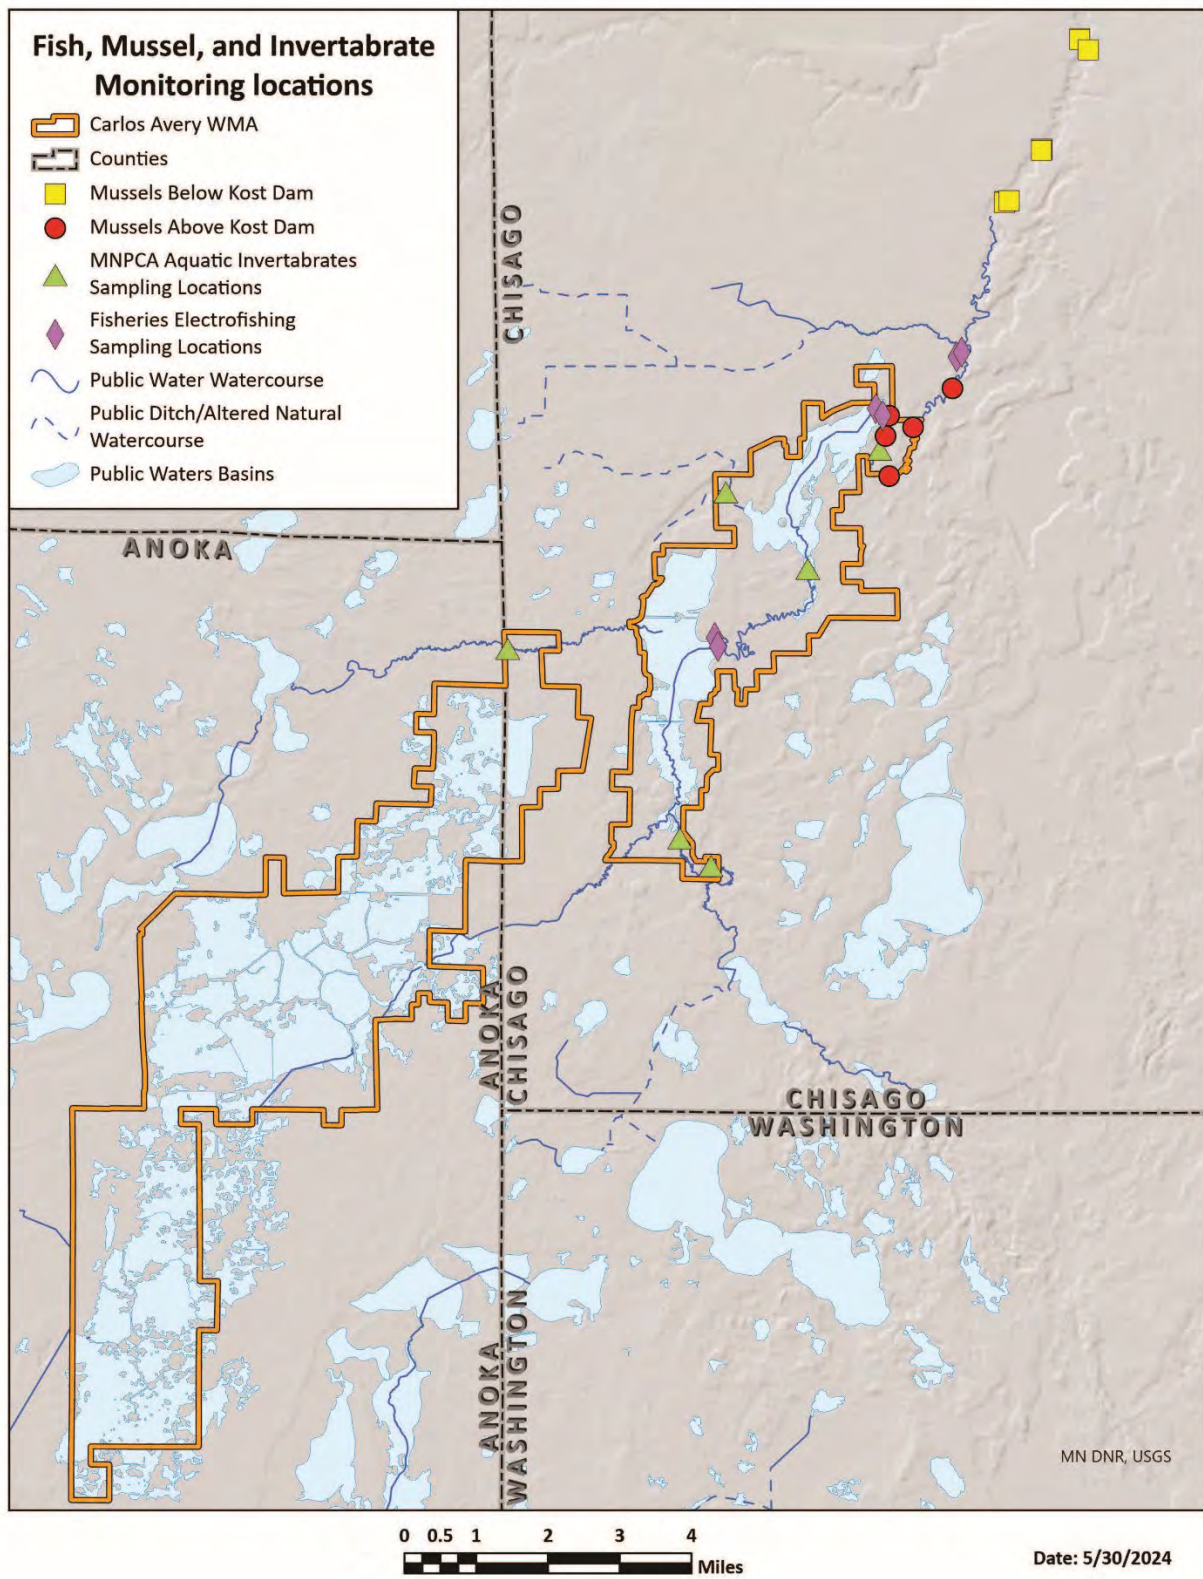 Fish, Mussel, and Invertabrate
Monitoring locations
Carlos Avery WMA
Counties
Mussels Below Kost Dam
Mussels Above Kost Dam
MNPCA Aquatic Invertabrates
Sampling Locations
Fisheries Electrofishing
Sampling Locations
Public Water Watercourse
Public Ditch/Altered Natural
Watercourse
Public Waters Basins
CHISAGO
ANOKA
ANOKA
CHISAGO
CHISAGO
WASHINGTON
ANOKA
WASHINGTON
MN DNR, USGS
0 0.5 1 2 3 4
Miles
Date: 5/30/2024